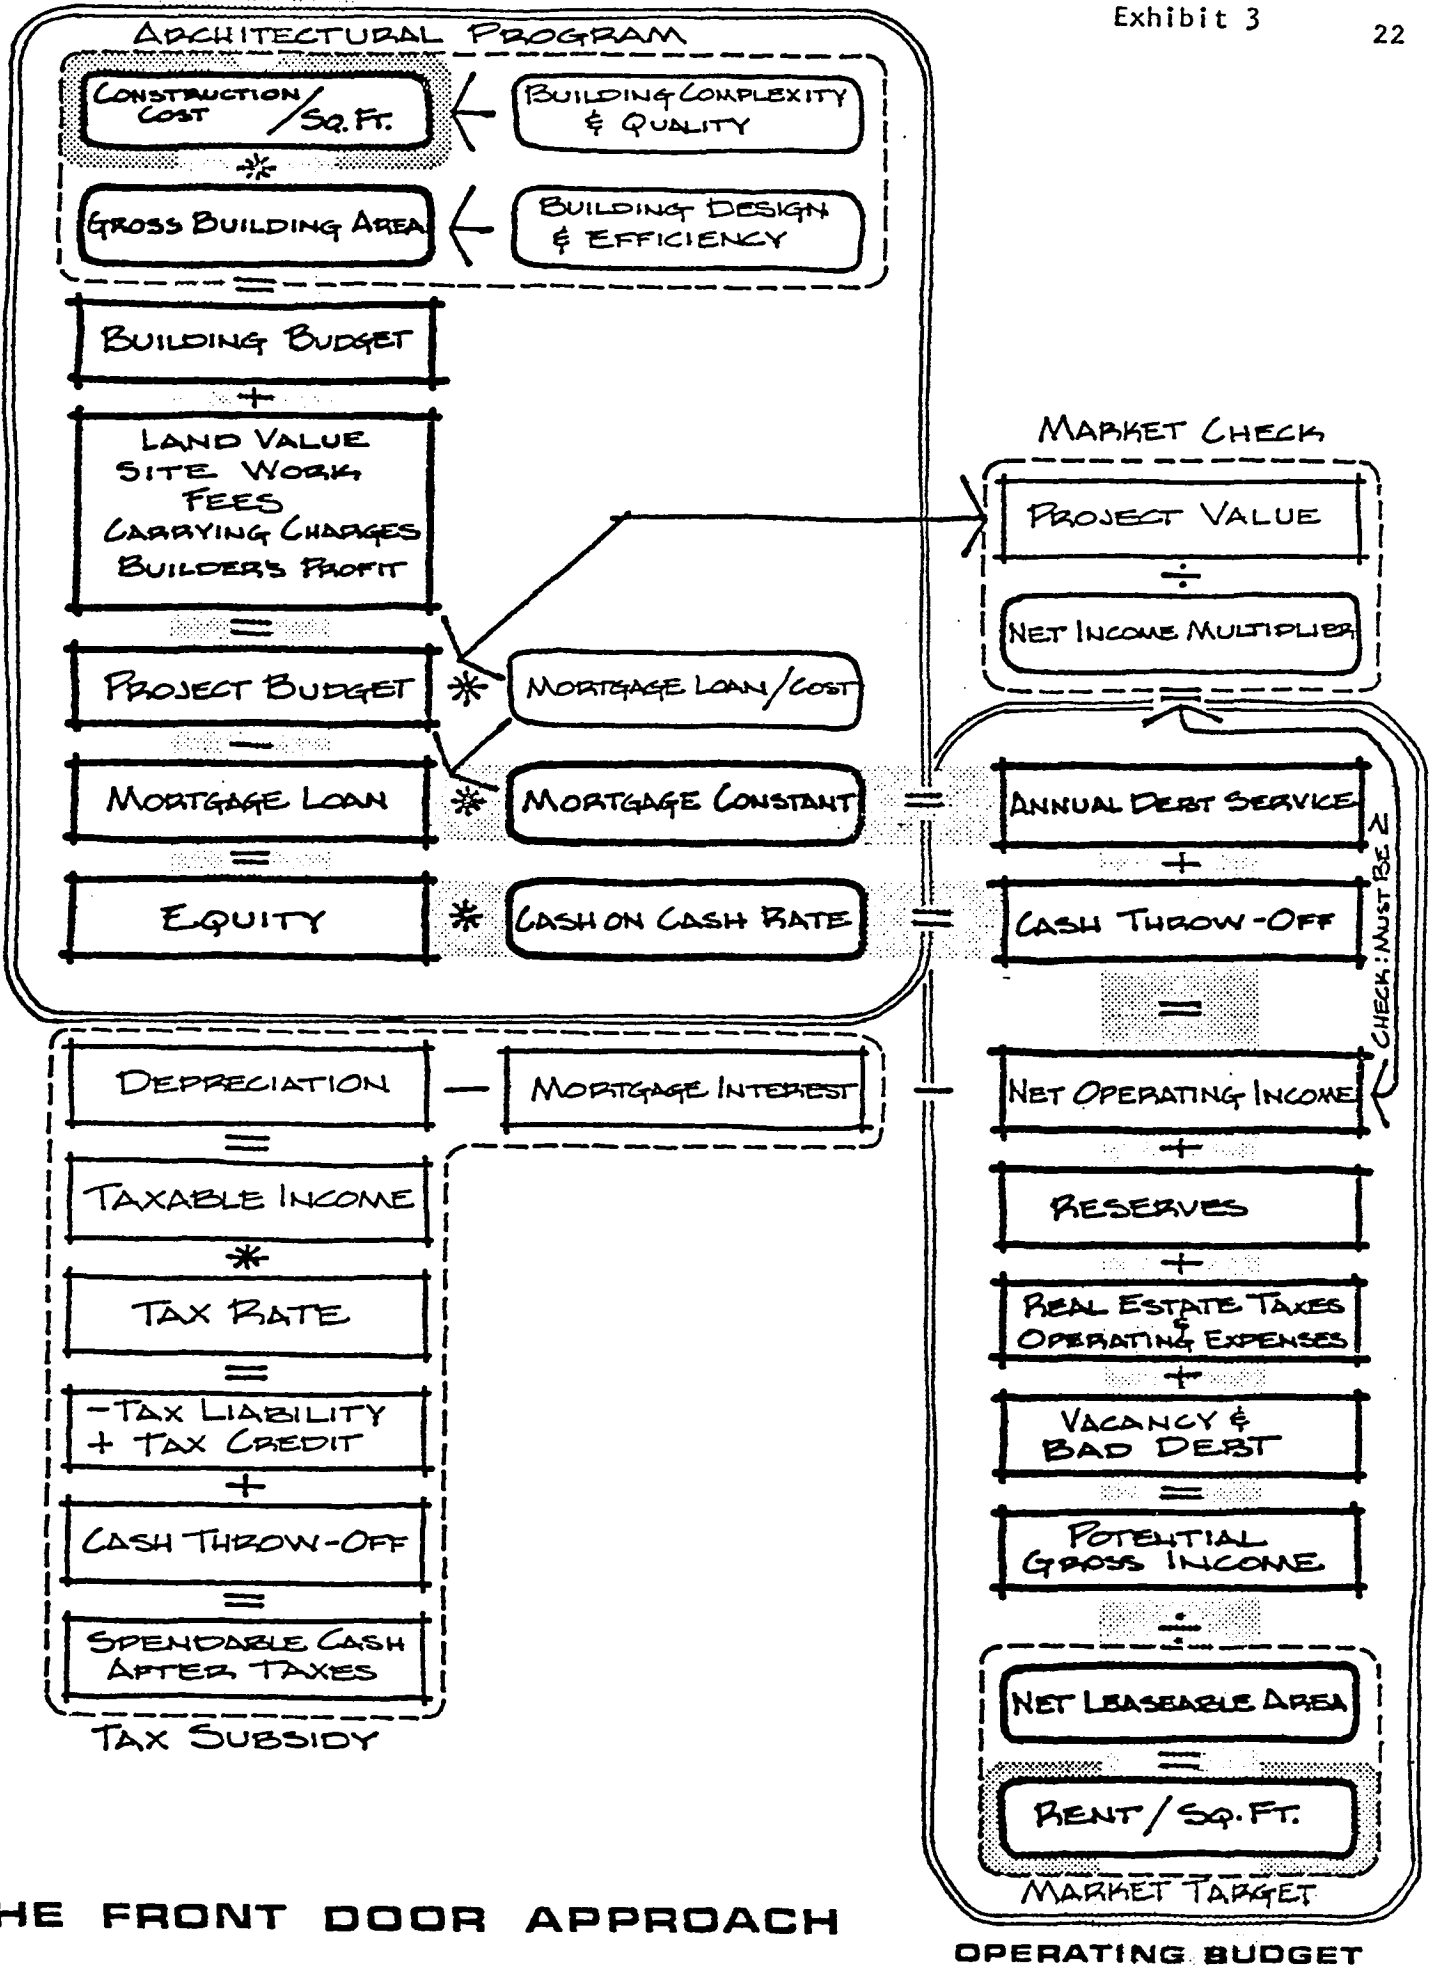 Exhibit 3
22
ARCHITECTURAL PROGRAM
CONSTRUCTION
COST /SQ.FT.
<
BUILDING COMPLEXITY
& QUALITY
*
GROSS BUILDING AREA
<
BUILDING DESIGN
& EFFICIENCY
=
BUILDING BUDGET
+
LAND VALUE
SITE WORK
FEES
CARRYING CHARGES
BUILDER'S PROFIT
=
PROJECT BUDGET
*
MORTGAGE LOAN/COST
-
MORTGAGE LOAN
*
MORTGAGE CONSTANT
=
=
EQUITY
*
CASH ON CASH RATE
=
MARKET CHECK
PROJECT VALUE
÷
NET INCOME MULTIPLIER
=
ANNUAL DEBT SERVICE
+
CASH THROW-OFF
=
CHECK: MUST BE ≥
NET OPERATING INCOME
+
RESERVES
+
REAL ESTATE TAXES
&
OPERATING EXPENSES
+
VACANCY &
BAD DEBT
=
POTENTIAL
GROSS INCOME
÷
NET LEASEABLE AREA
=
RENT/SQ.FT.
MARKET TARGET
OPERATING BUDGET
DEPRECIATION
-
MORTGAGE INTEREST
-
=
TAXABLE INCOME
*
TAX RATE
=
-TAX LIABILITY
+ TAX CREDIT
+
CASH THROW-OFF
=
SPENDABLE CASH
AFTER TAXES
TAX SUBSIDY
HE FRONT DOOR APPROACH